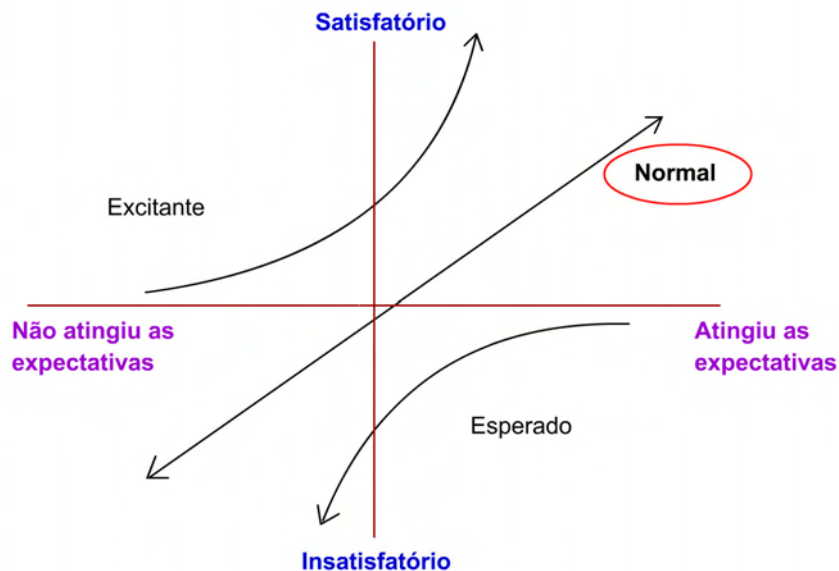 Satisfatório
Normal
Excitante
Não atingiu as
expectativas
Atingiu as
expectativas
Esperado
Insatisfatório